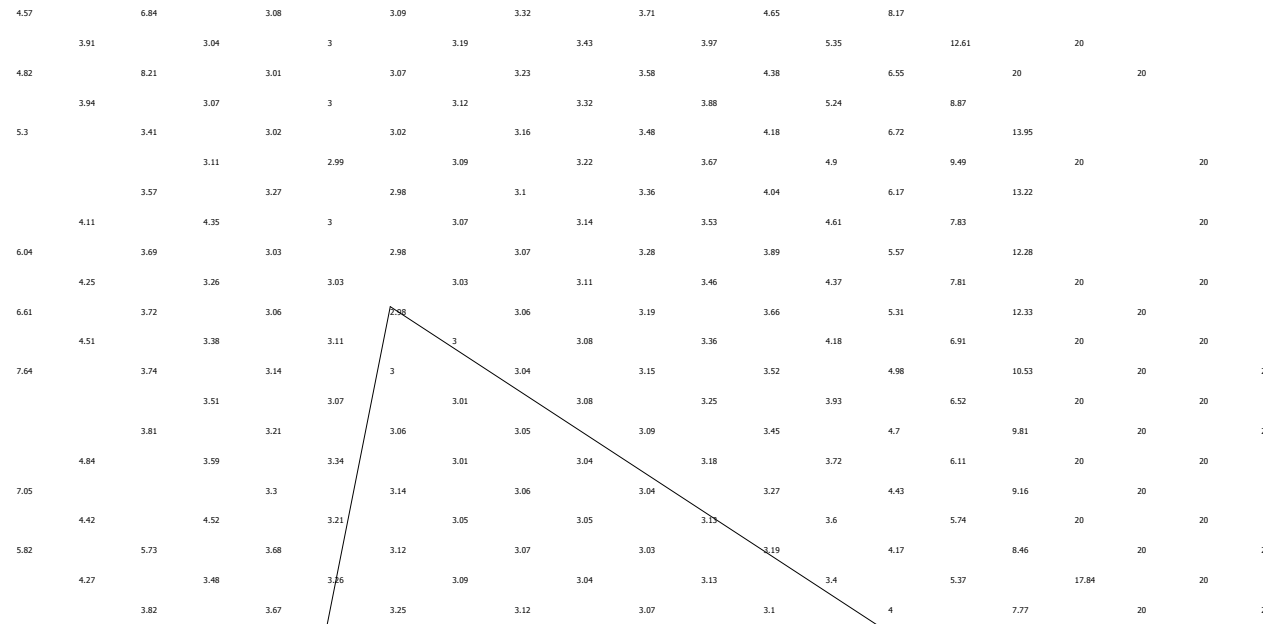 4.57 6.84 3.08 3.09 3.32 3.71 4.65 8.17
3.91 3.04 3 3.19 3.43 3.97 5.35 12.61 20
4.82 8.21 3.01 3.07 3.23 3.58 4.38 6.55 20 20
3.94 3.07 3 3.12 3.32 3.88 5.24 8.87
5.3 3.41 3.02 3.02 3.16 3.48 4.18 6.72 13.95
3.11 2.99 3.09 3.22 3.67 4.9 9.49 20 20
3.57 3.27 2.98 3.1 3.36 4.04 6.17 13.22
4.11 4.35 3 3.07 3.14 3.53 4.61 7.83 20
6.04 3.69 3.03 2.98 3.07 3.28 3.89 5.57 12.28
4.25 3.26 3.03 3.03 3.11 3.46 4.37 7.81 20 20
6.61 3.72 3.06 2.98 3.06 3.19 3.66 5.31 12.33 20
4.51 3.38 3.11 3 3.08 3.36 4.18 6.91 20 20
7.64 3.74 3.14 3 3.04 3.15 3.52 4.98 10.53 20
3.51 3.07 3.01 3.08 3.25 3.93 6.52 20 20
3.81 3.21 3.06 3.05 3.09 3.45 4.7 9.81 20
4.84 3.59 3.34 3.01 3.04 3.18 3.72 6.11 20 20
7.05 3.3 3.14 3.06 3.04 3.27 4.43 9.16 20
4.42 4.52 3.21 3.05 3.05 3.13 3.6 5.74 20 20
5.82 5.73 3.68 3.12 3.07 3.03 3.19 4.17 8.46 20
4.27 3.48 3.26 3.09 3.04 3.13 3.4 5.37 17.84 20
3.82 3.67 3.25 3.12 3.07 3.1 4 7.77 20